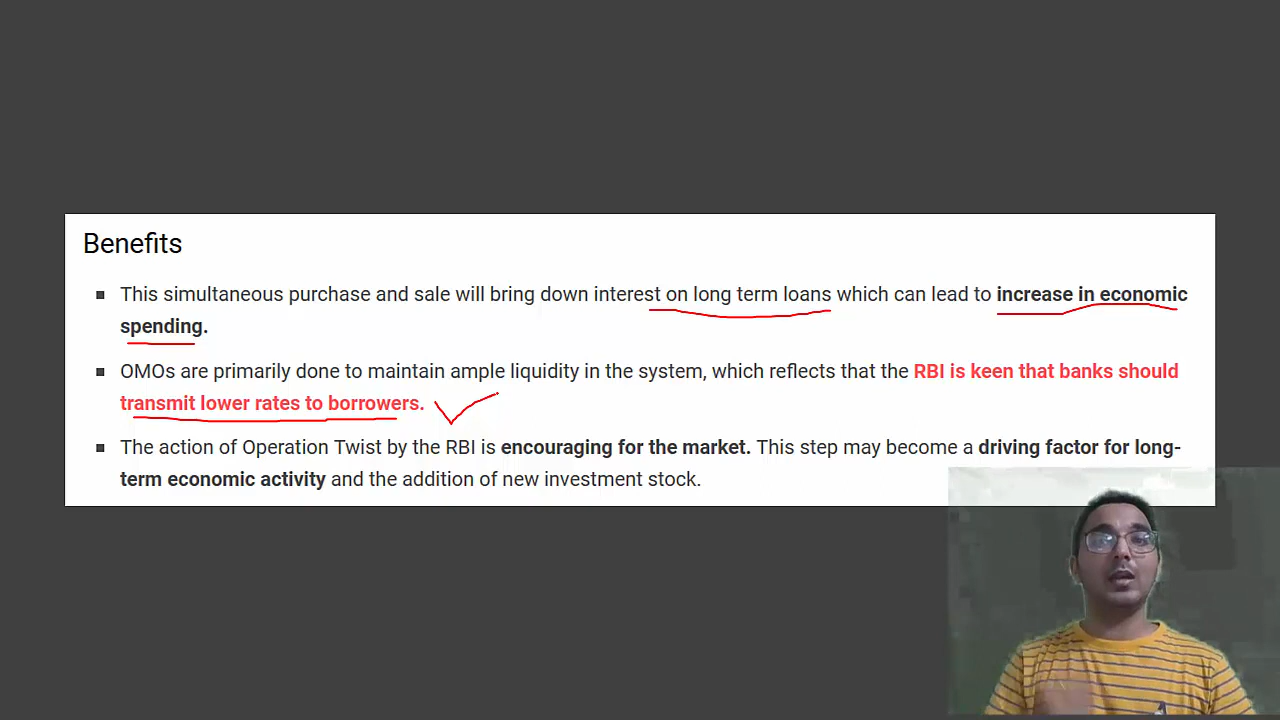 Benefits
This simultaneous purchase and sale will bring down interest on long term loans which can lead to increase in economic
spending.
OMOs are primarily done to maintain ample liquidity in the system, which reflects that the RBI is keen that banks should
transmit lower rates to borrowers.
The action of Operation Twist by the RBI is encouraging for the market. This step may become a driving factor for long-
term economic activity and the addition of new investment stock.